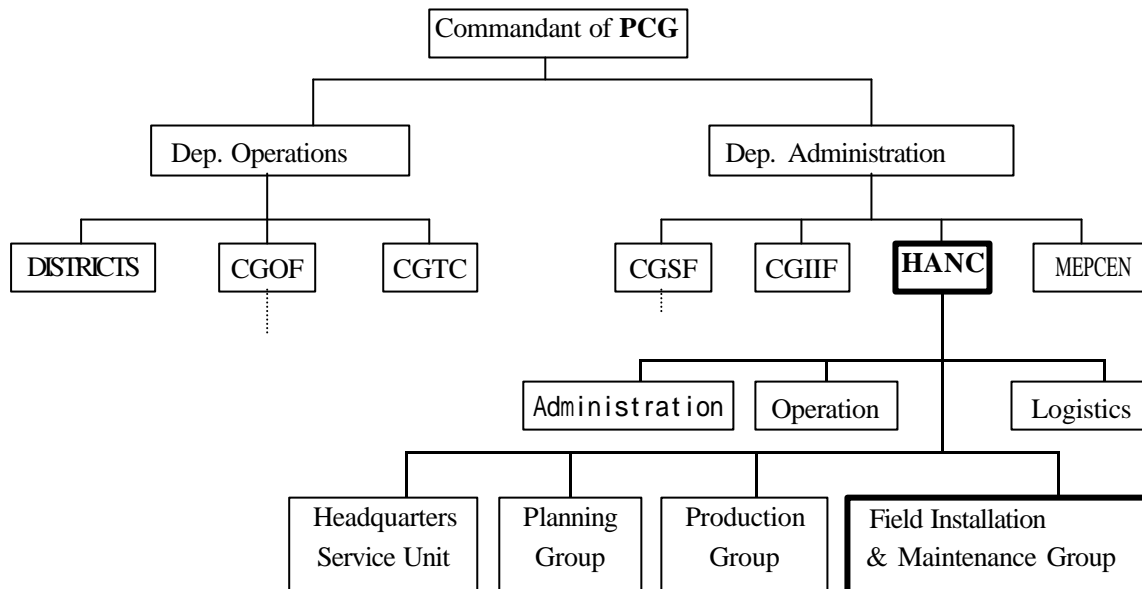 Commandant of PCG
Dep. Operations
Dep. Administration
DISTRICTS
CGOF
CGTC
CGSF
CGIIF
HANC
MEPCEN
Administration
Operation
Logistics
Headquarters
Service Unit
Planning
Group
Production
Group
Field Installation
& Maintenance Group